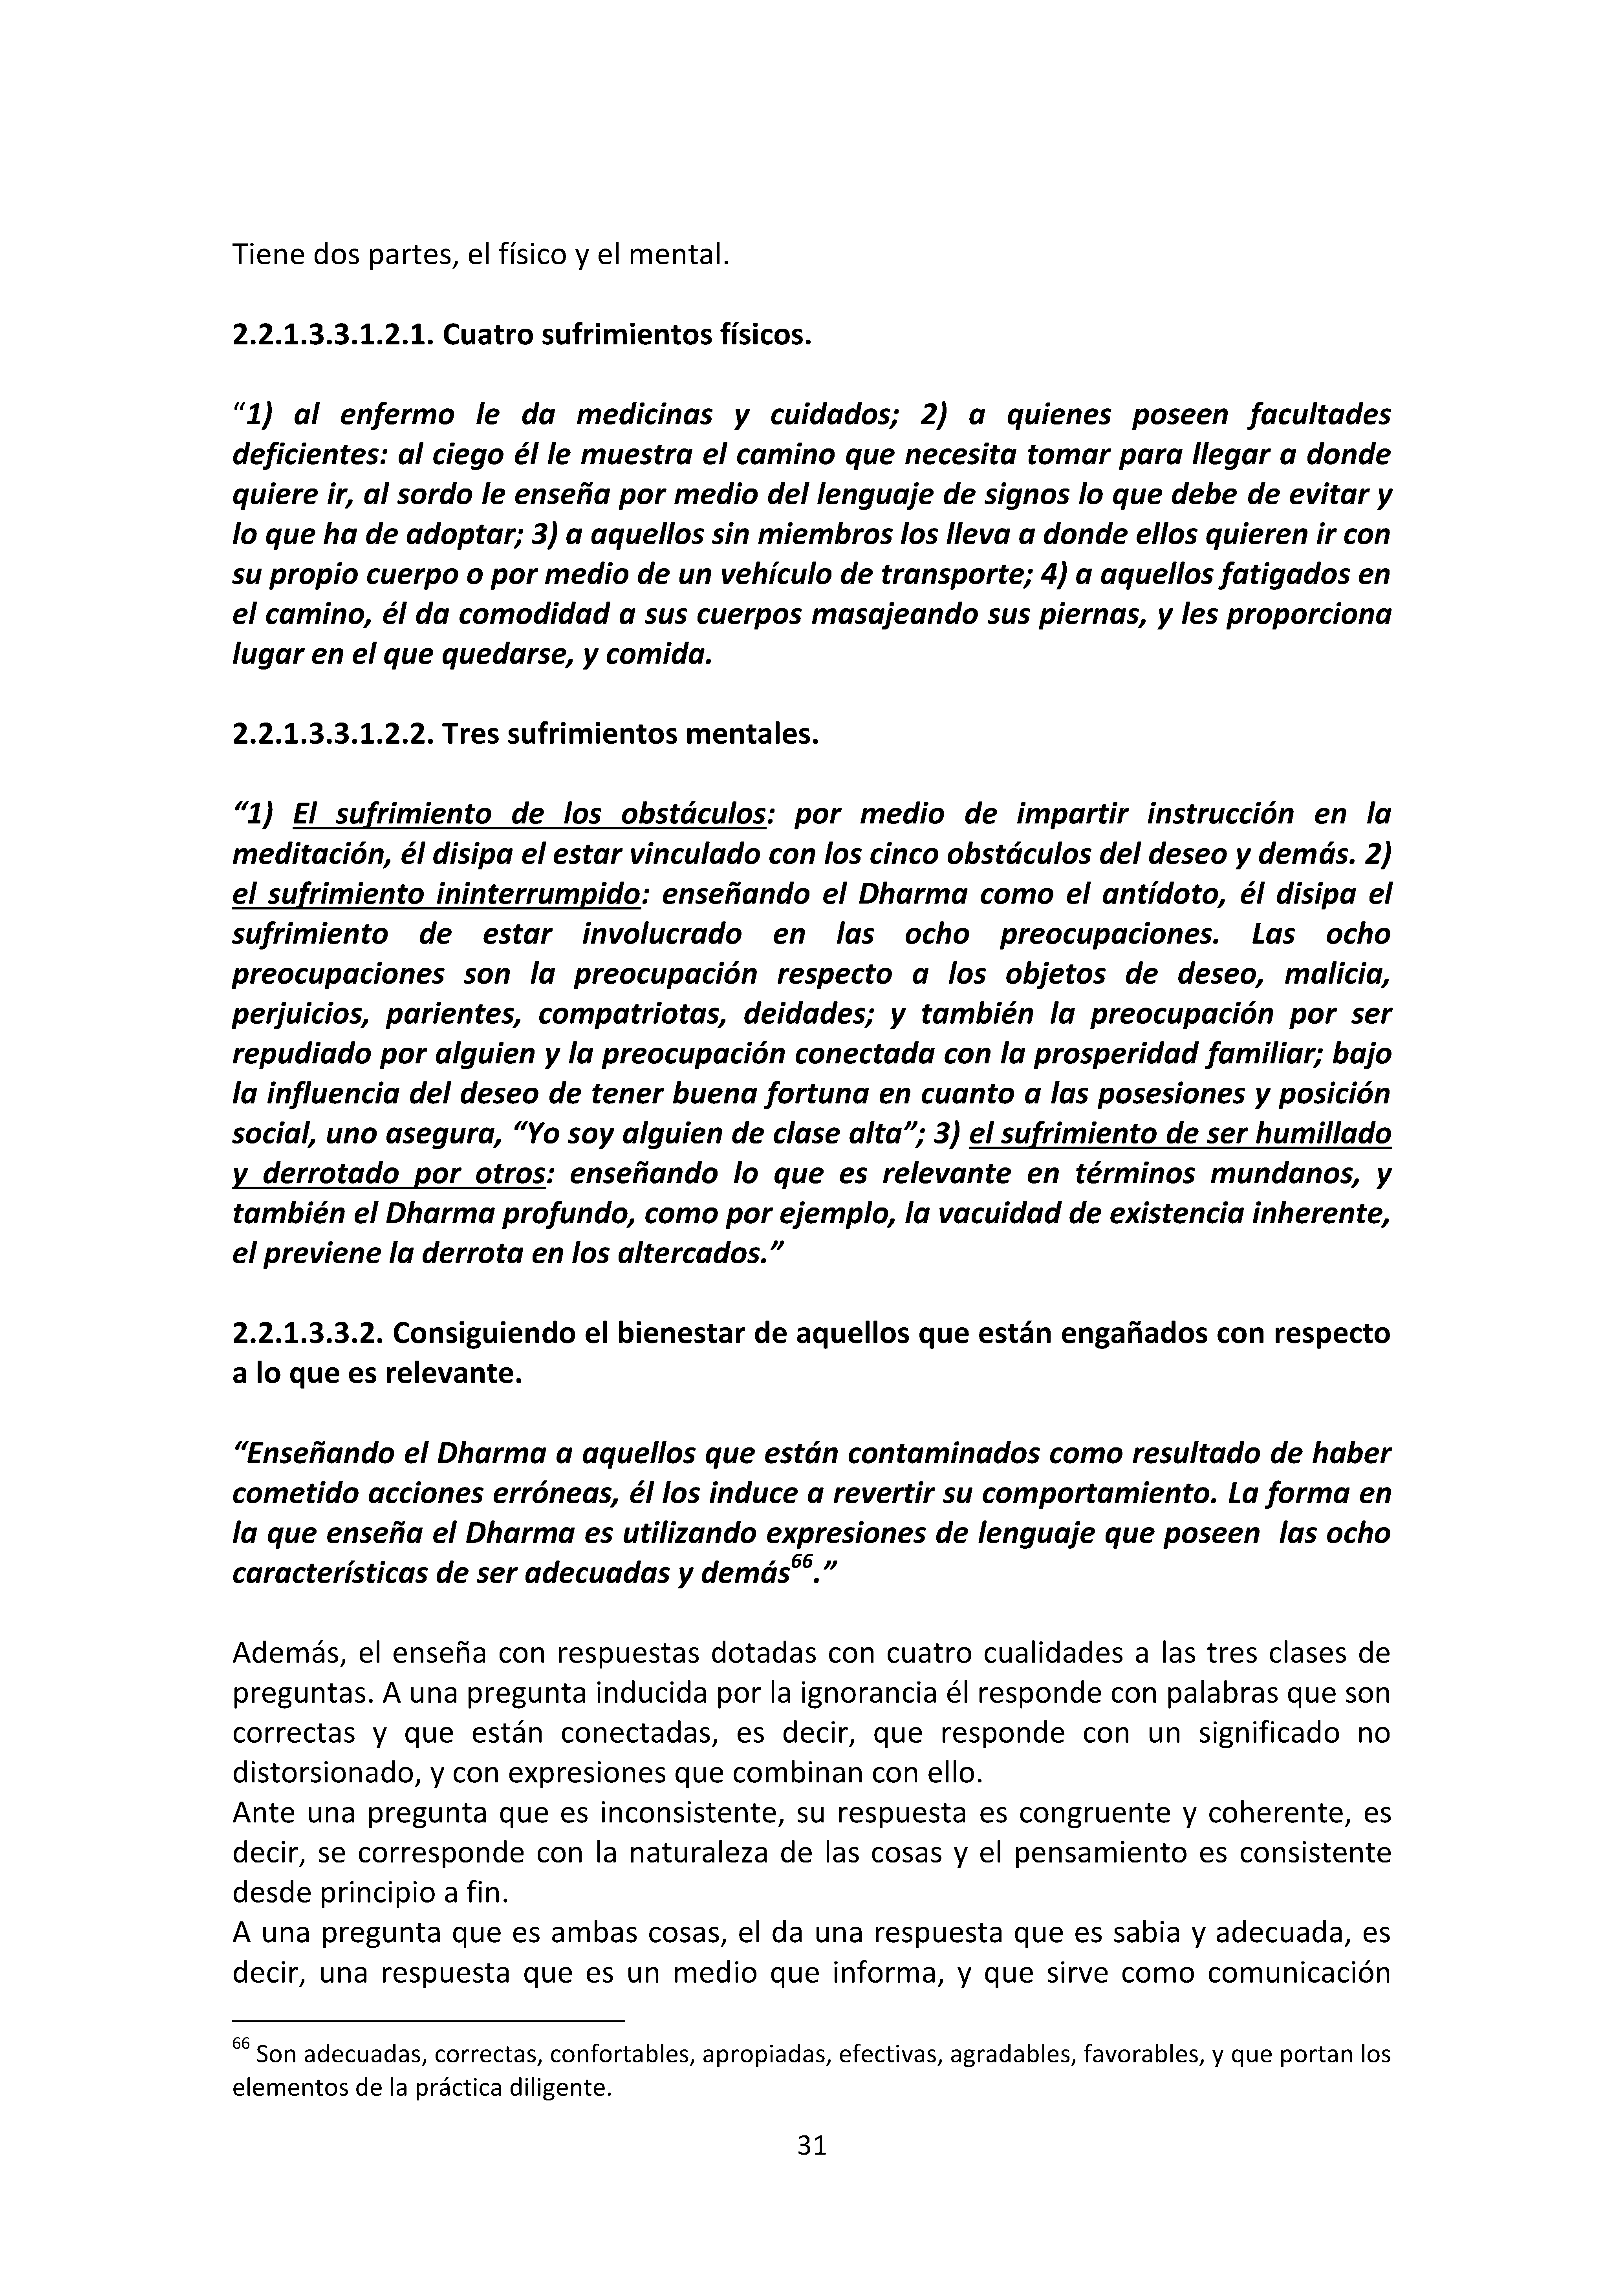 Tiene dos partes, el físico y el mental.
2.2.1.3.3.1.2.1. Cuatro sufrimientos físicos.
“1) al enfermo le da medicinas y cuidados; 2) a quienes poseen facultades
deficientes: al ciego él le muestra el camino que necesita tomar para llegar a donde
quiere ir, al sordo le enseña por medio del lenguaje de signos lo que debe de evitar y
lo que ha de adoptar; 3) a aquellos sin miembros los lleva a donde ellos quieren ir con
su propio cuerpo o por medio de un vehículo de transporte; 4) a aquellos fatigados en
el camino, él da comodidad a sus cuerpos masajeando sus piernas, y les proporciona
lugar en el que quedarse, y comida.
2.2.1.3.3.1.2.2. Tres sufrimientos mentales.
“1) El sufrimiento de los obstáculos: por medio de impartir instrucción en la
meditación, él disipa el estar vinculado con los cinco obstáculos del deseo y demás. 2)
el sufrimiento ininterrumpido: enseñando el Dharma como el antídoto, él disipa el
sufrimiento de estar involucrado en las ocho preocupaciones. Las ocho
preocupaciones son la preocupación respecto a los objetos de deseo, malicia,
perjuicios, parientes, compatriotas, deidades; y también la preocupación por ser
repudiado por alguien y la preocupación conectada con la prosperidad familiar; bajo
la influencia del deseo de tener buena fortuna en cuanto a las posesiones y posición
social, uno asegura, “Yo soy alguien de clase alta”; 3) el sufrimiento de ser humillado
y derrotado por otros: enseñando lo que es relevante en términos mundanos, y
también el Dharma profundo, como por ejemplo, la vacuidad de existencia inherente,
el previene la derrota en los altercados.”
2.2.1.3.3.2. Consiguiendo el bienestar de aquellos que están engañados con respecto
a lo que es relevante.
“Enseñando el Dharma a aquellos que están contaminados como resultado de haber
cometido acciones erróneas, él los induce a revertir su comportamiento. La forma en
la que enseña el Dharma es utilizando expresiones de lenguaje que poseen las ocho
características de ser adecuadas y demás66.”
Además, el enseña con respuestas dotadas con cuatro cualidades a las tres clases de
preguntas. A una pregunta inducida por la ignorancia él responde con palabras que son
correctas y que están conectadas, es decir, que responde con un significado no
distorsionado, y con expresiones que combinan con ello.
Ante una pregunta que es inconsistente, su respuesta es congruente y coherente, es
decir, se corresponde con la naturaleza de las cosas y el pensamiento es consistente
desde principio a fin.
A una pregunta que es ambas cosas, el da una respuesta que es sabia y adecuada, es
decir, una respuesta que es un medio que informa, y que sirve como comunicación
66 Son adecuadas, correctas, confortables, apropiadas, efectivas, agradables, favorables, y que portan los
elementos de la práctica diligente.
31